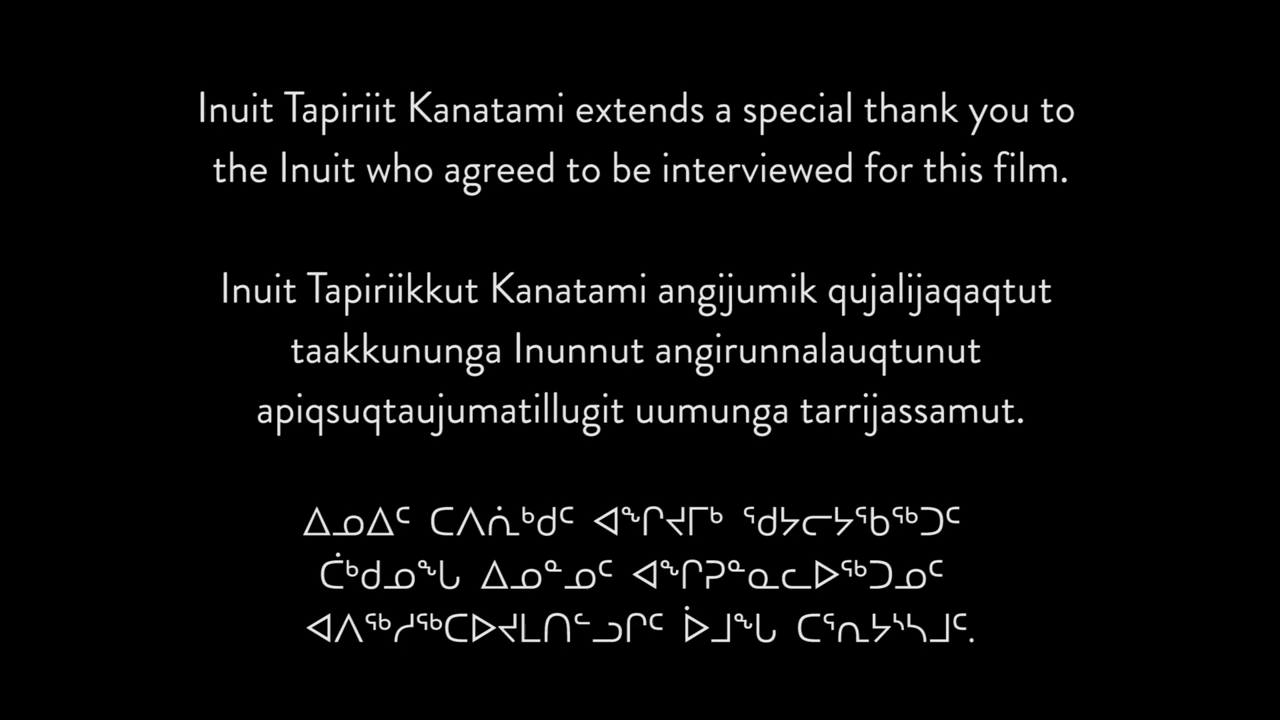 Inuit Tapiriit Kanatami extends a special thank you to
the Inuit who agreed to be interviewed for this film.
Inuit Tapiriikkut Kanatami angijumik qujalijaqaqtut
taakkununga Inunnut angirunnalauqtunut
apiqsuqtaujumatillugit uumunga tarrijassamut.
ᐃᓄᐃᑦ ᑕᐱ�Ṏᒃᑯᑦ ᐊᖏᔪᒥᒃ ᖁᔭᓕᔭᖃᖅᑐᑦ
ᑖᒃᑯᓄᖓ ᐃᓄᓐᓄᑦ ᐊᖏᕈᓐᓇᓚᐅᖅᑐᓄᑦ
ᐊᐱᖅᓱᖅᑕᐅᔪᒪᑎᓪᓗᒋᑦ ᐆᒧᖓ ᑕᕐᕆᔭᔅᓴᒧᑦ.